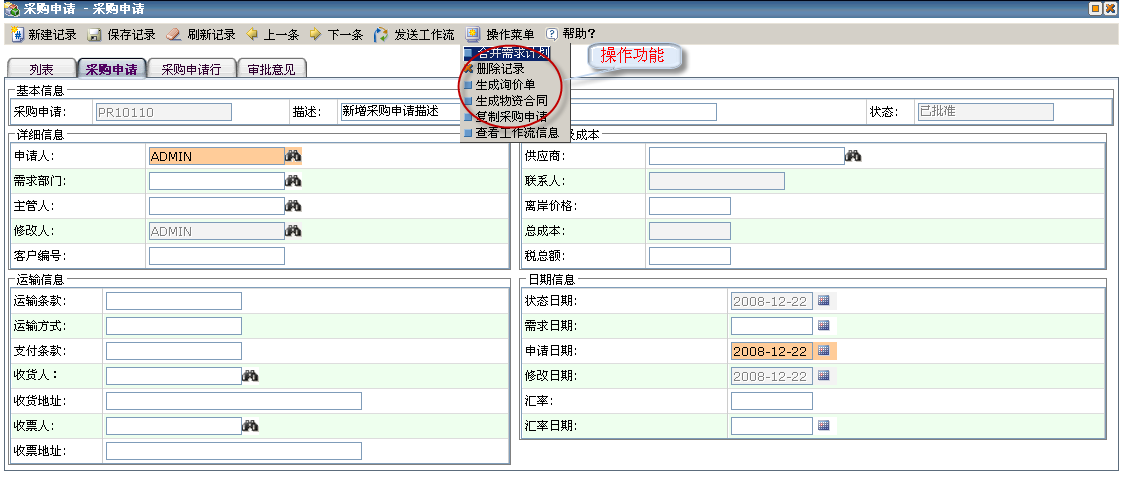 采购申请 - 采购申请
新建记录 保存记录 刷新记录 上一条 下一条 发送工作流 操作菜单 帮助?
合并需求计划
删除记录
生成询价单
生成物资合同
复制采购申请
查看工作流信息
操作功能
列表 采购申请 采购申请行 审批意见
基本信息
采购申请: PR10110 描述: 新增采购申请描述 状态: 已批准
详细信息
申请人: ADMIN
需求部门:
主管人:
修改人: ADMIN
客户编号:
及成本
供应商:
联系人:
离岸价格:
总成本:
税总额:
运输信息
运输条款:
运输方式:
支付条款:
收货人:
收货地址:
收票人:
收票地址:
日期信息
状态日期: 2008-12-22
需求日期:
申请日期: 2008-12-22
修改日期: 2008-12-22
汇率:
汇率日期: